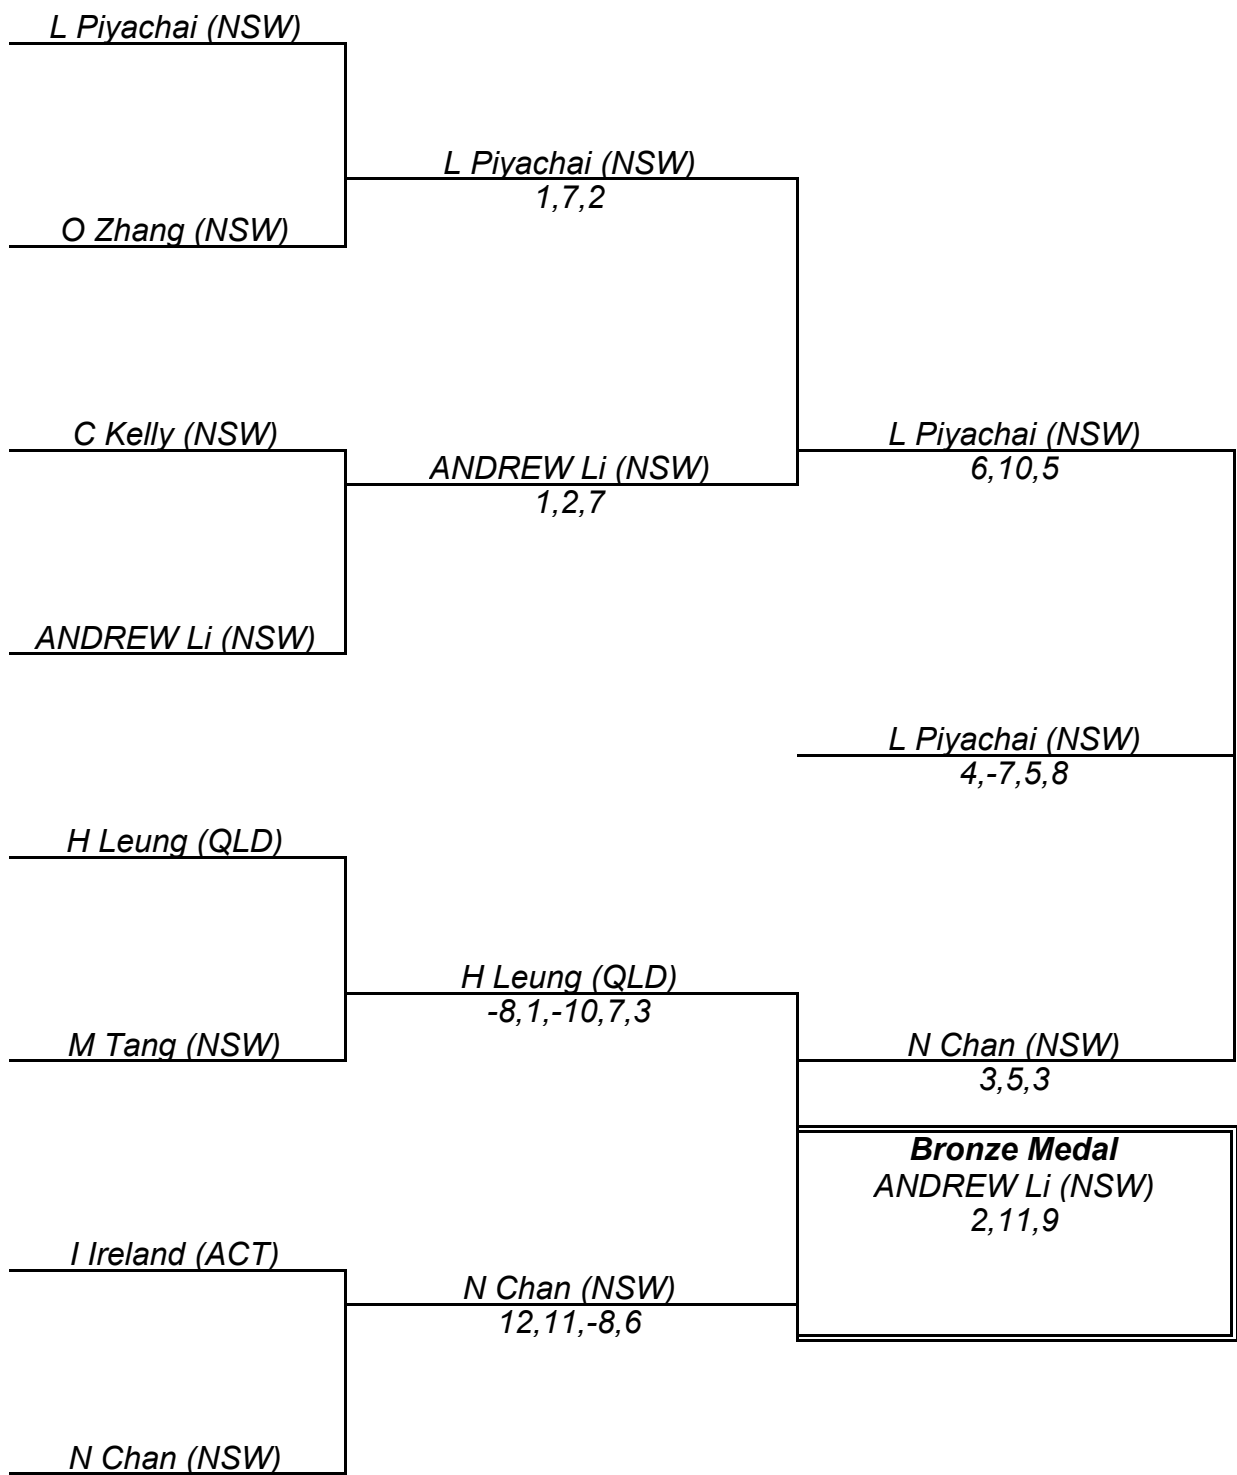 L Piyachai (NSW)
L Piyachai (NSW)
1,7,2
O Zhang (NSW)
C Kelly (NSW)
L Piyachai (NSW)
ANDREW Li (NSW)
6,10,5
1,2,7
ANDREW Li (NSW)
L Piyachai (NSW)
4,-7,5,8
H Leung (QLD)
H Leung (QLD)
-8,1,-10,7,3
M Tang (NSW)
N Chan (NSW)
3,5,3
Bronze Medal
ANDREW Li (NSW)
2,11,9
I Ireland (ACT)
N Chan (NSW)
12,11,-8,6
N Chan (NSW)